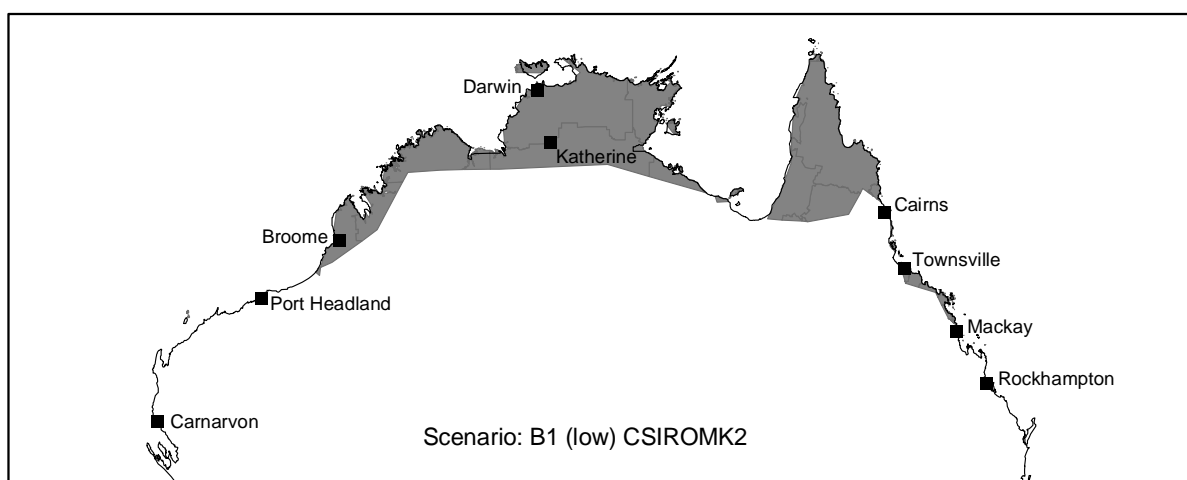 Darwin
Katherine
Cairns
Broome
Townsville
Port Headland
Mackay
Rockhampton
Carnarvon
Scenario: B1 (low) CSIROMK2